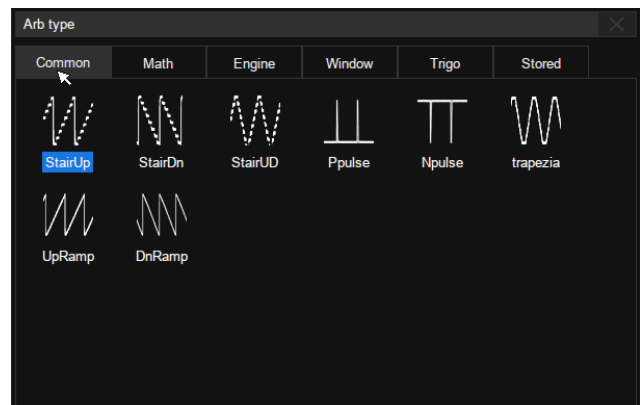 Arb type
Common Math Engine Window Trigo Stored
StairUp StairDn StairUD Ppulse Npulse trapezia
UpRamp DnRamp